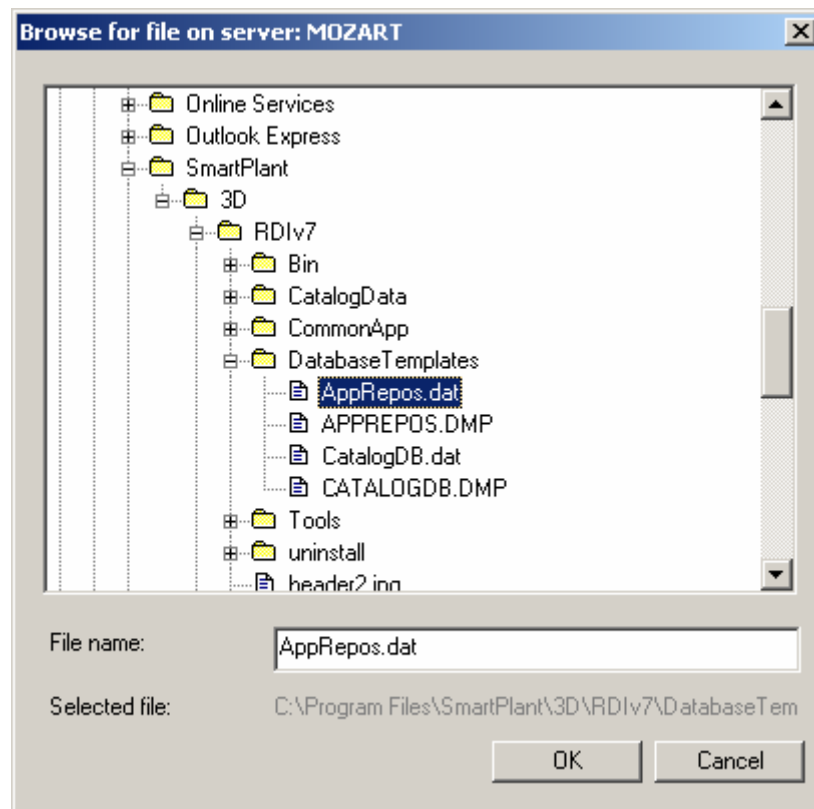 Browse for file on server: MOZART
Online Services
Outlook Express
SmartPlant
3D
RDIv7
Bin
CatalogData
CommonApp
DatabaseTemplates
AppRepos.dat
APPREPOS.DMP
CatalogDB.dat
CATALOGDB.DMP
Tools
uninstall
header2.jpg
File name: AppRepos.dat
Selected file: C:\Program Files\SmartPlant\3D\RDIv7\DatabaseTem
OK Cancel